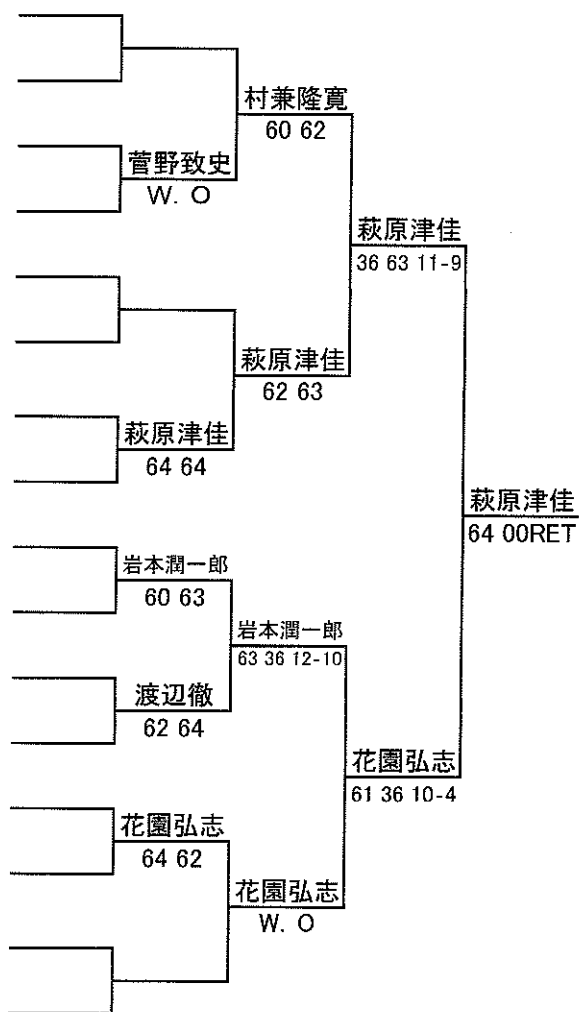 村兼隆寛
60 62
菅野致史
W. O
萩原津佳
36 63 11-9
萩原津佳
62 63
萩原津佳
64 64
萩原津佳
64 00RET
岩本潤一郎
60 63
岩本潤一郎
63 36 12-10
渡辺徹
62 64
花園弘志
61 36 10-4
花園弘志
64 62
花園弘志
W. O